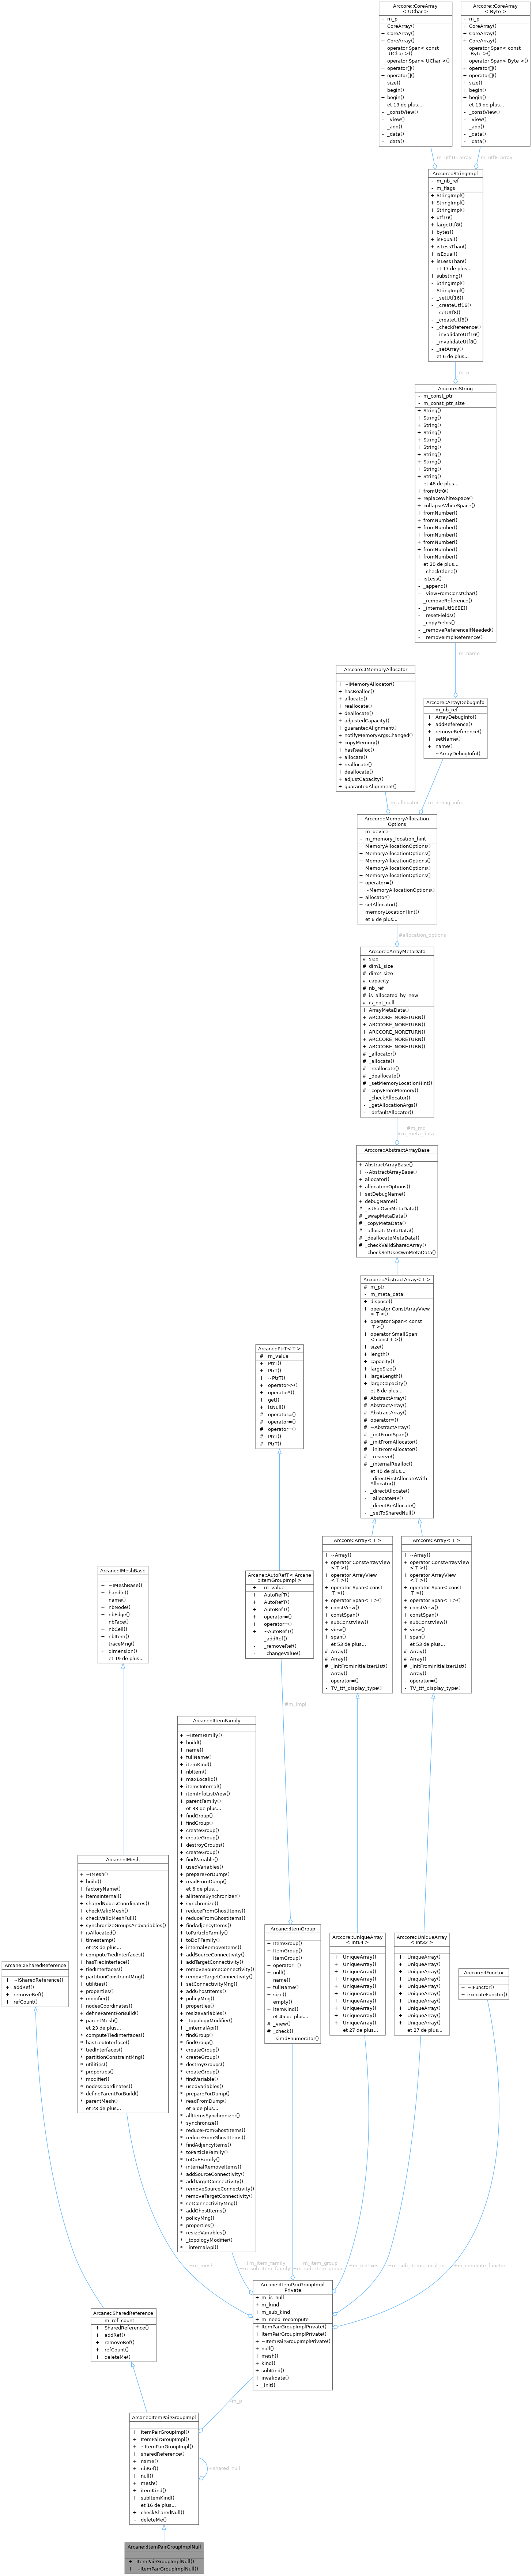 Arccore::CoreArray
< UChar >
- m_p
+ CoreArray()
+ CoreArray()
+ CoreArray()
+ operator Span< const
UChar >()
+ operator Span< UChar >()
+ operator[]()
+ operator[]()
+ size()
+ begin()
+ begin()
et 13 de plus...
- _constView()
- _view()
- _add()
- _data()
- _data()
Arccore::CoreArray
< Byte >
- m_p
+ CoreArray()
+ CoreArray()
+ CoreArray()
+ operator Span< const
Byte >()
+ operator Span< Byte >()
+ operator[]()
+ operator[]()
+ size()
+ begin()
+ begin()
et 13 de plus...
- _constView()
- _view()
- _add()
- _data()
- _data()
-m_utf16_array
-m_utf8_array
Arccore::StringImpl
- m_nb_ref
- m_flags
+ StringImpl()
+ StringImpl()
+ StringImpl()
+ utf16()
+ largeUtf8()
+ bytes()
+ isEqual()
+ isLessThan()
+ isEqual()
+ isLessThan()
et 17 de plus...
+ substring()
- StringImpl()
- StringImpl()
- _setUtf16()
- _createUtf16()
- _setUtf8()
- _createUtf8()
- _checkReference()
- _invalidateUtf16()
- _invalidateUtf8()
- _setArray()
et 6 de plus...
-m_p
Arccore::String
- m_const_ptr
- m_const_ptr_size
+ String()
+ String()
+ String()
+ String()
+ String()
+ String()
+ String()
+ String()
+ String()
+ String()
et 46 de plus...
+ fromUtf8()
+ replaceWhiteSpace()
+ collapseWhiteSpace()
+ fromNumber()
+ fromNumber()
+ fromNumber()
+ fromNumber()
+ fromNumber()
+ fromNumber()
+ fromNumber()
et 20 de plus...
- _checkClone()
- isLess()
- _append()
- _viewFromConstChar()
- _removeReference()
- _internalUtf16BE()
- _resetFields()
- _copyFields()
- _removeReferenceIfNeeded()
- _removeImplReference()
-m_name
Arccore::IMemoryAllocator
+ ~IMemoryAllocator()
+ hasRealloc()
+ allocate()
+ reallocate()
+ deallocate()
+ adjustedCapacity()
+ guarantedAlignment()
+ notifyMemoryArgsChanged()
+ copyMemory()
+ hasRealloc()
+ allocate()
+ reallocate()
+ deallocate()
+ adjustCapacity()
+ guarantedAlignment()
Arccore::ArrayDebugInfo
- m_nb_ref
+ ArrayDebugInfo()
+ addReference()
+ removeReference()
+ setName()
+ name()
- ~ArrayDebugInfo()
-m_allocator
-m_debug_info
Arccore::MemoryAllocation
Options
- m_device
- m_memory_location_hint
+ MemoryAllocationOptions()
+ MemoryAllocationOptions()
+ MemoryAllocationOptions()
+ MemoryAllocationOptions()
+ MemoryAllocationOptions()
+ operator=()
+ ~MemoryAllocationOptions()
+ allocator()
+ setAllocator()
+ memoryLocationHint()
et 6 de plus...
#allocation_options
Arccore::ArrayMetaData
# size
# dim1_size
# dim2_size
# capacity
# nb_ref
# is_allocated_by_new
# is_not_null
+ ArrayMetaData()
+ ARCCORE_NORETURN()
+ ARCCORE_NORETURN()
+ ARCCORE_NORETURN()
+ ARCCORE_NORETURN()
+ ARCCORE_NORETURN()
# _allocator()
# _allocate()
# _reallocate()
# _deallocate()
# _setMemoryLocationHint()
# _copyFromMemory()
- _checkAllocator()
- _getAllocationArgs()
- _defaultAllocator()
#m_md
#m_meta_data
Arccore::AbstractArrayBase
+ AbstractArrayBase()
+ ~AbstractArrayBase()
+ allocator()
+ allocationOptions()
+ setDebugName()
+ debugName()
# _isUseOwnMetaData()
# _swapMetaData()
# _copyMetaData()
# _allocateMetaData()
# _deallocateMetaData()
# _checkValidSharedArray()
- _checkSetUseOwnMetaData()
Arccore::AbstractArray< T >
# m_ptr
- m_meta_data
+ dispose()
+ operator ConstArrayView
< T >()
+ operator Span< const
T >()
+ operator SmallSpan
< const T >()
+ size()
+ length()
+ capacity()
+ largeSize()
+ largeLength()
+ largeCapacity()
et 6 de plus...
# AbstractArray()
# AbstractArray()
# AbstractArray()
# operator=()
# ~AbstractArray()
# _initFromSpan()
# _initFromAllocator()
# _initFromAllocator()
# _reserve()
# _internalRealloc()
et 40 de plus...
- _directFirstAllocateWith
Allocator()
- _directAllocate()
- _allocateMP()
- _directReAllocate()
- _setToSharedNull()
Arcane::PtrT< T >
# m_value
+ PtrT()
+ PtrT()
+ ~PtrT()
+ operator->()
+ operator*()
+ get()
+ isNull()
# operator=()
# operator=()
# operator=()
# PtrT()
# PtrT()
Arccore::Array< T >
+ ~Array()
+ operator ConstArrayView
< T >()
+ operator ArrayView
< T >()
+ operator Span< const
T >()
+ operator Span< T >()
+ constView()
+ constSpan()
+ subConstView()
+ view()
+ span()
et 53 de plus...
# Array()
# Array()
# _initFromInitializerList()
- Array()
- operator=()
- TV_ttf_display_type()
Arccore::Array< T >
+ ~Array()
+ operator ConstArrayView
< T >()
+ operator ArrayView
< T >()
+ operator Span< const
T >()
+ operator Span< T >()
+ constView()
+ constSpan()
+ subConstView()
+ view()
+ span()
et 53 de plus...
# Array()
# Array()
# _initFromInitializerList()
- Array()
- operator=()
- TV_ttf_display_type()
Arcane::IMeshBase
+ ~IMeshBase()
+ handle()
+ name()
+ nbNode()
+ nbEdge()
+ nbFace()
+ nbCell()
+ nbItem()
+ traceMng()
+ dimension()
et 19 de plus...
Arcane::AutoRefT< Arcane
::ItemGroupImpl >
+ m_value
+ AutoRefT()
+ AutoRefT()
+ AutoRefT()
+ operator=()
+ operator=()
+ ~AutoRefT()
- _addRef()
- _removeRef()
- _changeValue()
#m_impl
Arcane::IItemFamily
+ ~IItemFamily()
+ build()
+ name()
+ fullName()
+ itemKind()
+ nbItem()
+ maxLocalId()
+ itemsInternal()
+ itemInfoListView()
+ parentFamily()
et 33 de plus...
+ findGroup()
+ findGroup()
+ createGroup()
+ createGroup()
+ destroyGroups()
+ createGroup()
+ findVariable()
+ usedVariables()
+ prepareForDump()
+ readFromDump()
et 6 de plus...
+ allItemsSynchronizer()
+ synchronize()
+ reduceFromGhostItems()
+ reduceFromGhostItems()
+ findAdjencyItems()
+ toParticleFamily()
+ toDoFFamily()
+ internalRemoveItems()
+ addSourceConnectivity()
+ addTargetConnectivity()
+ removeSourceConnectivity()
+ removeTargetConnectivity()
+ setConnectivityMng()
+ addGhostItems()
+ policyMng()
+ properties()
+ resizeVariables()
+ _topologyModifier()
+ _internalApi()
* findGroup()
* findGroup()
* createGroup()
* createGroup()
* destroyGroups()
* createGroup()
* findVariable()
* usedVariables()
* prepareForDump()
* readFromDump()
et 6 de plus...
* allItemsSynchronizer()
* synchronize()
* reduceFromGhostItems()
* reduceFromGhostItems()
* findAdjencyItems()
* toParticleFamily()
* toDoFFamily()
* internalRemoveItems()
* addSourceConnectivity()
* addTargetConnectivity()
* removeSourceConnectivity()
* removeTargetConnectivity()
* setConnectivityMng()
* addGhostItems()
* policyMng()
* properties()
* resizeVariables()
* _topologyModifier()
* _internalApi()
Arcane::IMesh
+ ~IMesh()
+ build()
+ factoryName()
+ itemsInternal()
+ sharedNodesCoordinates()
+ checkValidMesh()
+ checkValidMeshFull()
+ synchronizeGroupsAndVariables()
+ isAllocated()
+ timestamp()
et 23 de plus...
+ computeTiedInterfaces()
+ hasTiedInterface()
+ tiedInterfaces()
+ partitionConstraintMng()
+ utilities()
+ properties()
+ modifier()
+ nodesCoordinates()
+ defineParentForBuild()
+ parentMesh()
et 23 de plus...
* computeTiedInterfaces()
* hasTiedInterface()
* tiedInterfaces()
* partitionConstraintMng()
* utilities()
* properties()
* modifier()
* nodesCoordinates()
* defineParentForBuild()
* parentMesh()
et 23 de plus...
Arcane::ItemGroup
+ ItemGroup()
+ ItemGroup()
+ ItemGroup()
+ operator=()
+ null()
+ name()
+ fullName()
+ size()
+ empty()
+ itemKind()
et 45 de plus...
# _view()
# _check()
- _simdEnumerator()
Arccore::UniqueArray
< Int64 >
+ UniqueArray()
+ UniqueArray()
+ UniqueArray()
+ UniqueArray()
+ UniqueArray()
+ UniqueArray()
+ UniqueArray()
+ UniqueArray()
+ UniqueArray()
+ UniqueArray()
et 27 de plus...
Arccore::UniqueArray
< Int32 >
+ UniqueArray()
+ UniqueArray()
+ UniqueArray()
+ UniqueArray()
+ UniqueArray()
+ UniqueArray()
+ UniqueArray()
+ UniqueArray()
+ UniqueArray()
+ UniqueArray()
et 27 de plus...
Arccore::IFunctor
+ ~IFunctor()
+ executeFunctor()
Arccore::ISharedReference
+ ~ISharedReference()
+ addRef()
+ removeRef()
+ refCount()
+m_mesh
+m_item_family
+m_sub_item_family
+m_item_group
+m_sub_item_group
+m_indexes
+m_sub_items_local_id
+m_compute_functor
Arcane::SharedReference
- m_ref_count
+ SharedReference()
+ addRef()
+ removeRef()
+ refCount()
+ deleteMe()
Arcane::ItemPairGroupImpl
Private
+ m_is_null
+ m_kind
+ m_sub_kind
+ m_need_recompute
+ ItemPairGroupImplPrivate()
+ ItemPairGroupImplPrivate()
+ ~ItemPairGroupImplPrivate()
+ null()
+ mesh()
+ kind()
+ subKind()
+ invalidate()
- _init()
-m_p
Arcane::ItemPairGroupImpl
+ ItemPairGroupImpl()
+ ItemPairGroupImpl()
+ ~ItemPairGroupImpl()
+ sharedReference()
+ name()
+ nbRef()
+ null()
+ mesh()
+ itemKind()
+ subItemKind()
et 16 de plus...
+ checkSharedNull()
- deleteMe()
+shared_null
Arcane::ItemPairGroupImplNull
+ ItemPairGroupImplNull()
+ ~ItemPairGroupImplNull()